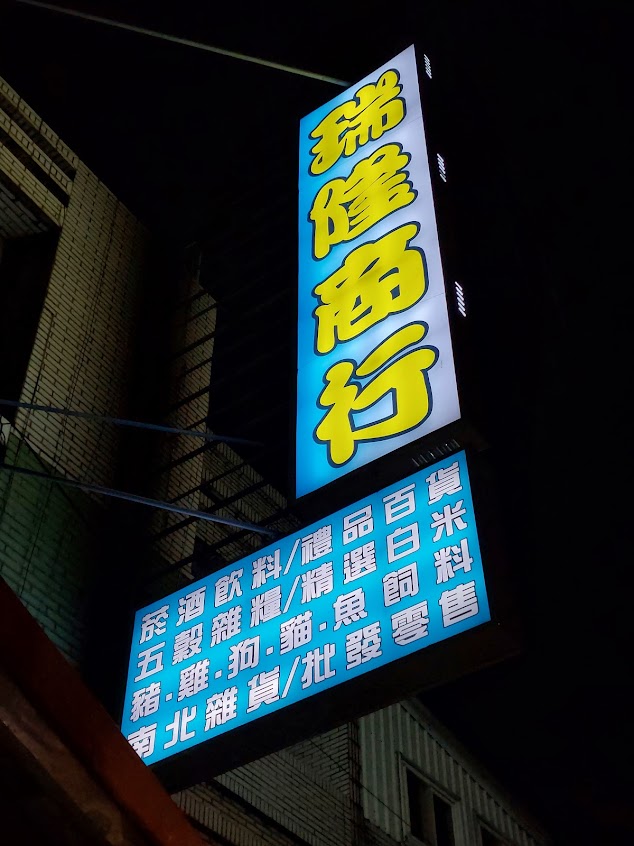 瑞隆商行
菸酒飲料/禮品百貨
五穀雜糧/精選白米
豬·雞·狗·貓·魚飼料
南北雜貨/批發零售